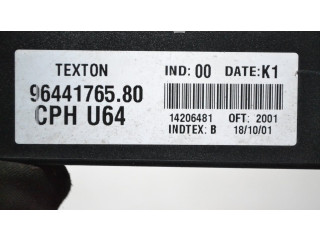 TEXTON IND: 00 DATE: K1
96441765.80
CPH U64
14206481 OFT: 2001
INDTEX: B 18/10/01